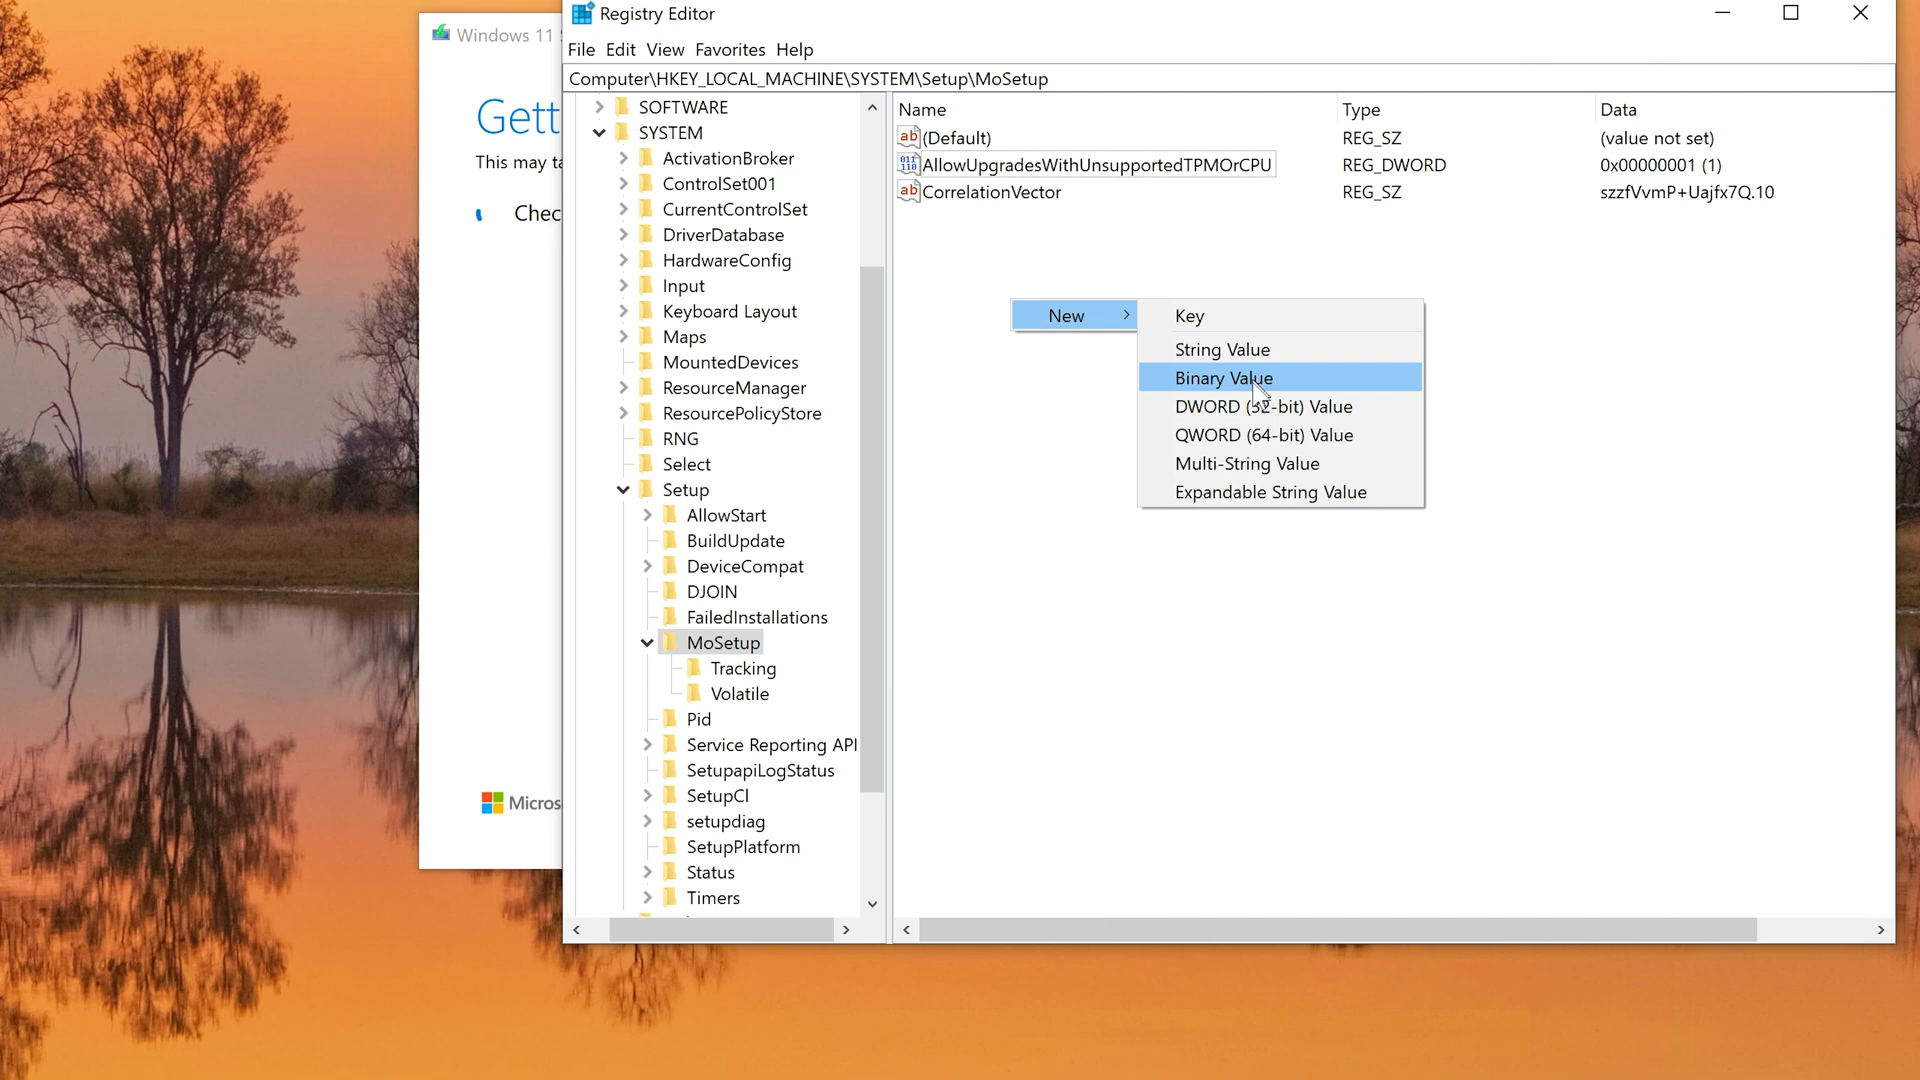 Windows 11
Gett
This may ta
Chec
Micros
Registry Editor
File Edit View Favorites Help
Computer\HKEY_LOCAL_MACHINE\SYSTEM\Setup\MoSetup
SOFTWARE
SYSTEM
ActivationBroker
ControlSet001
CurrentControlSet
DriverDatabase
HardwareConfig
Input
Keyboard Layout
Maps
MountedDevices
ResourceManager
ResourcePolicyStore
RNG
Select
Setup
AllowStart
BuildUpdate
DeviceCompat
DJOIN
FailedInstallations
MoSetup
Tracking
Volatile
Pid
Service Reporting API
SetupapiLogStatus
SetupCl
setupdiag
SetupPlatform
Status
Timers
Name Type Data
(Default) REG_SZ (value not set)
AllowUpgradesWithUnsupportedTPMOrCPU REG_DWORD 0x00000001 (1)
CorrelationVector REG_SZ szzfVvmP+Uajfx7Q.10
New
Key
String Value
Binary Value
DWORD (32-bit) Value
QWORD (64-bit) Value
Multi-String Value
Expandable String Value